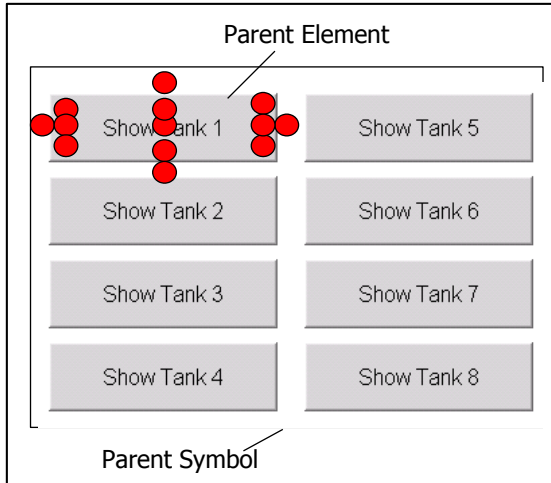 Parent Element
Show Tank 1
Show Tank 5
Show Tank 2
Show Tank 6
Show Tank 3
Show Tank 7
Show Tank 4
Show Tank 8
Parent Symbol